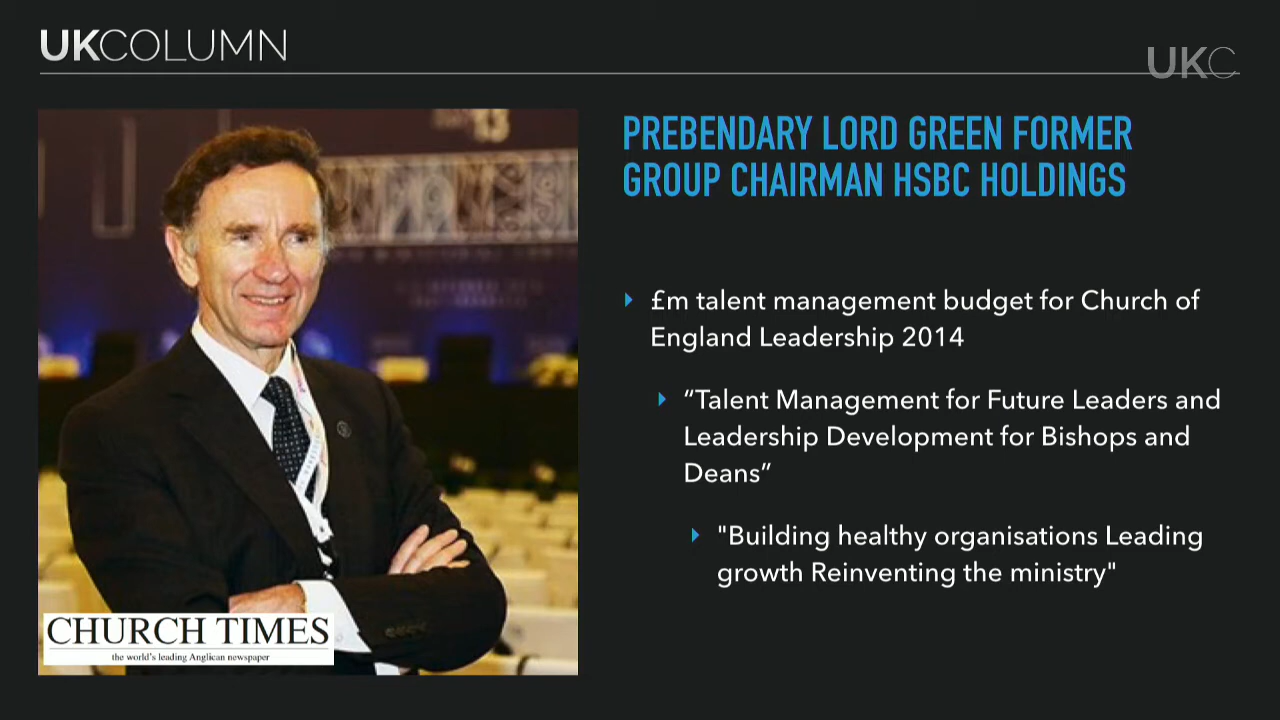 UKCOLUMN
UKC
PREBENDARY LORD GREEN FORMER
GROUP CHAIRMAN HSBC HOLDINGS
£m talent management budget for Church of
England Leadership 2014
“Talent Management for Future Leaders and
Leadership Development for Bishops and
Deans”
"Building healthy organisations Leading
growth Reinventing the ministry"
CHURCH TIMES
the world's leading Anglican newspaper